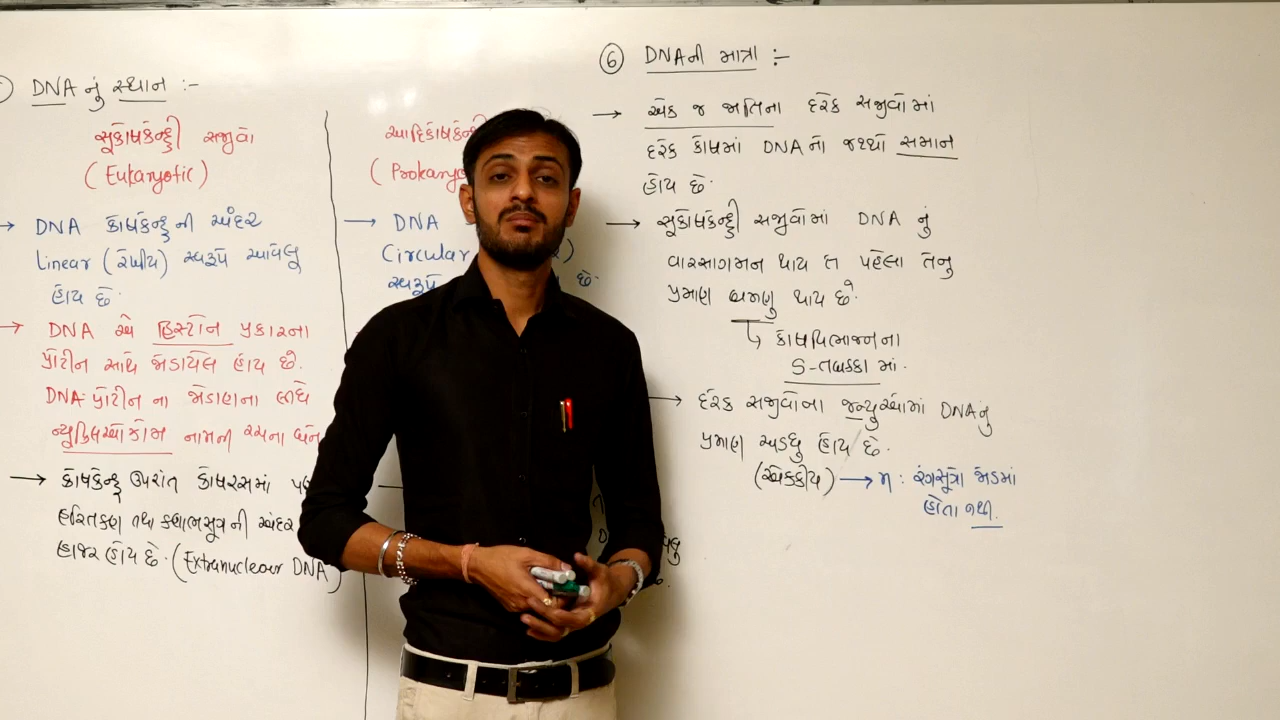 DNA નું સ્થાન :-
સુકોષકેન્દ્રી સજીવો
(Eukaryotic)
→ DNA કોષકેન્દ્ર ની અંદર
Linear (રેખીય) સ્વરૂપે આવેલુ
હોય છે.
→ DNA એ હિસ્ટોન પ્રકારના
પ્રોટીન સાથે જોડાયેલ હોય છે.
DNA પ્રોટીન ના જોડાણના લીધે
ન્યુક્લિઓઝોમ નામની રચના બને
→ કોષકેન્દ્ર ઉપરાંત કોષરસમાં પણ
હરિતકણ તથા કણાભસૂત્ર ની અંદર
હાજર હોય છે. (Extranuclear DNA)
આદિકોષકેન્
(Prokaryo
→ DNA
Circular
સ્વરૂપે છે.
⑥ DNAની માત્રા :-
→ એક જ જાતિના દરેક સજીવોમાં
દરેક કોષમાં DNA નો જથ્થો સમાન
હોય છે.
→ સુકોષકેન્દ્રી સજીવોમાં DNA નું
વારસાગમન થાય તે પહેલા તેનુ
પ્રમાણ બમણુ થાય છે.
↳ કોષવિભાજનના
S-તબક્કા માં.
→ દરેક સજીવોના જન્યુઓમાં DNAનું
પ્રમાણ અડધુ હોય છે.
(એકકીય) → n : રંગસૂત્રો જોડમાં
હોતા નથી.